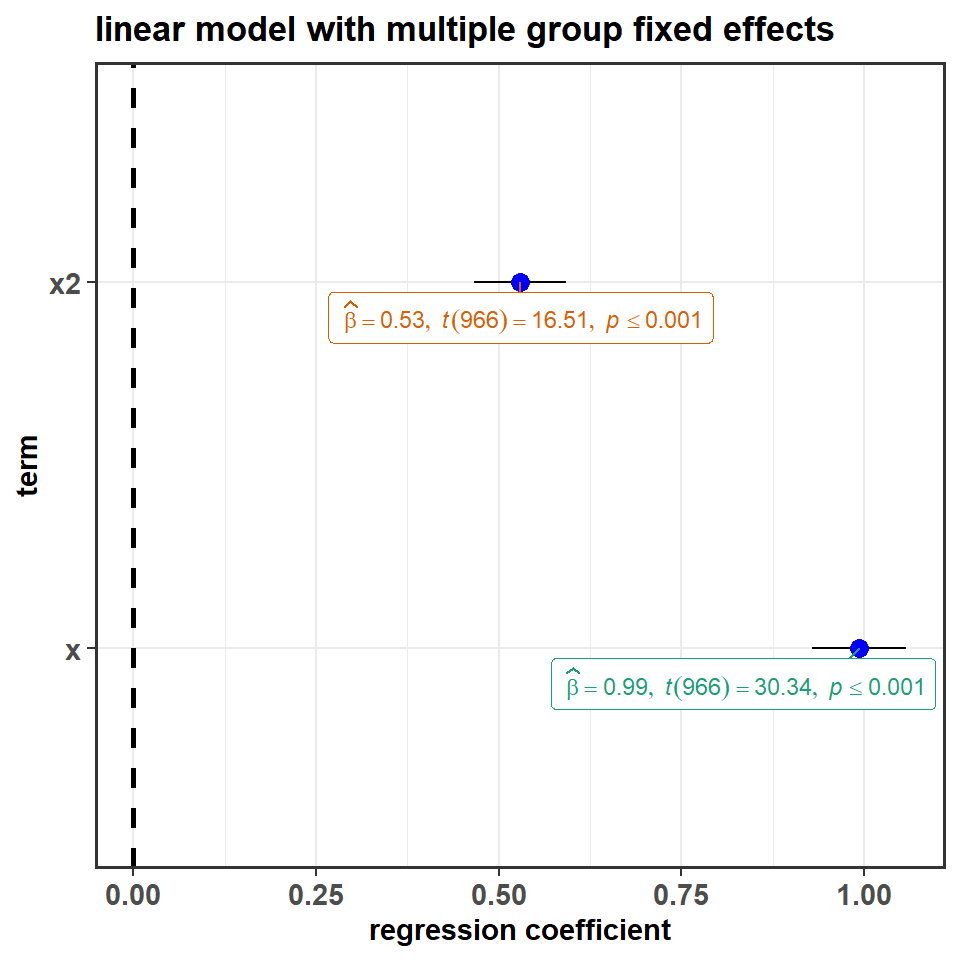 linear model with multiple group fixed effects
x2
β̂ = 0.53, t(966) = 16.51, p ≤ 0.001
term
x
β̂ = 0.99, t(966) = 30.34, p ≤ 0.001
0.00 0.25 0.50 0.75 1.00
regression coefficient